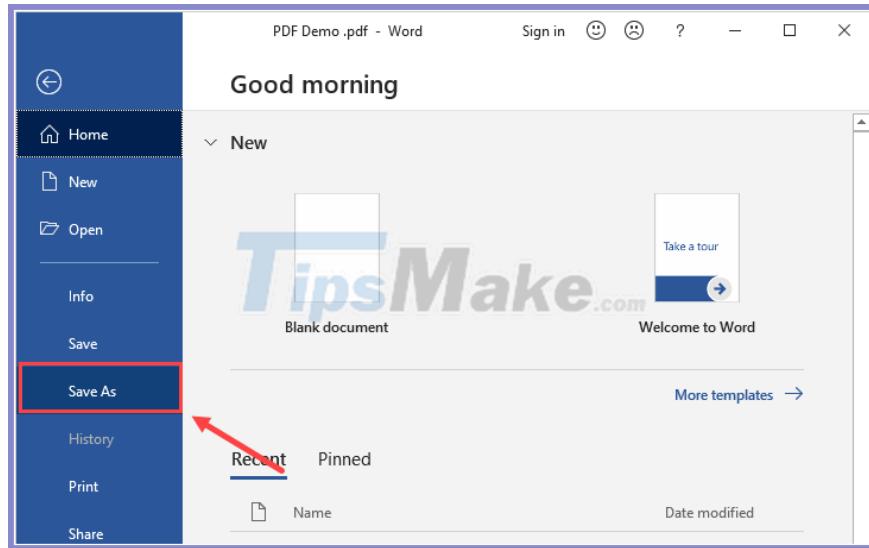 PDF Demo .pdf - Word Sign in ?
Good morning
Home
New
New
Open
Take a tour
TipsMake.com
Blank document
Welcome to Word
Info
Save
Save As
More templates
History
Recent Pinned
Print
Name Date modified
Share